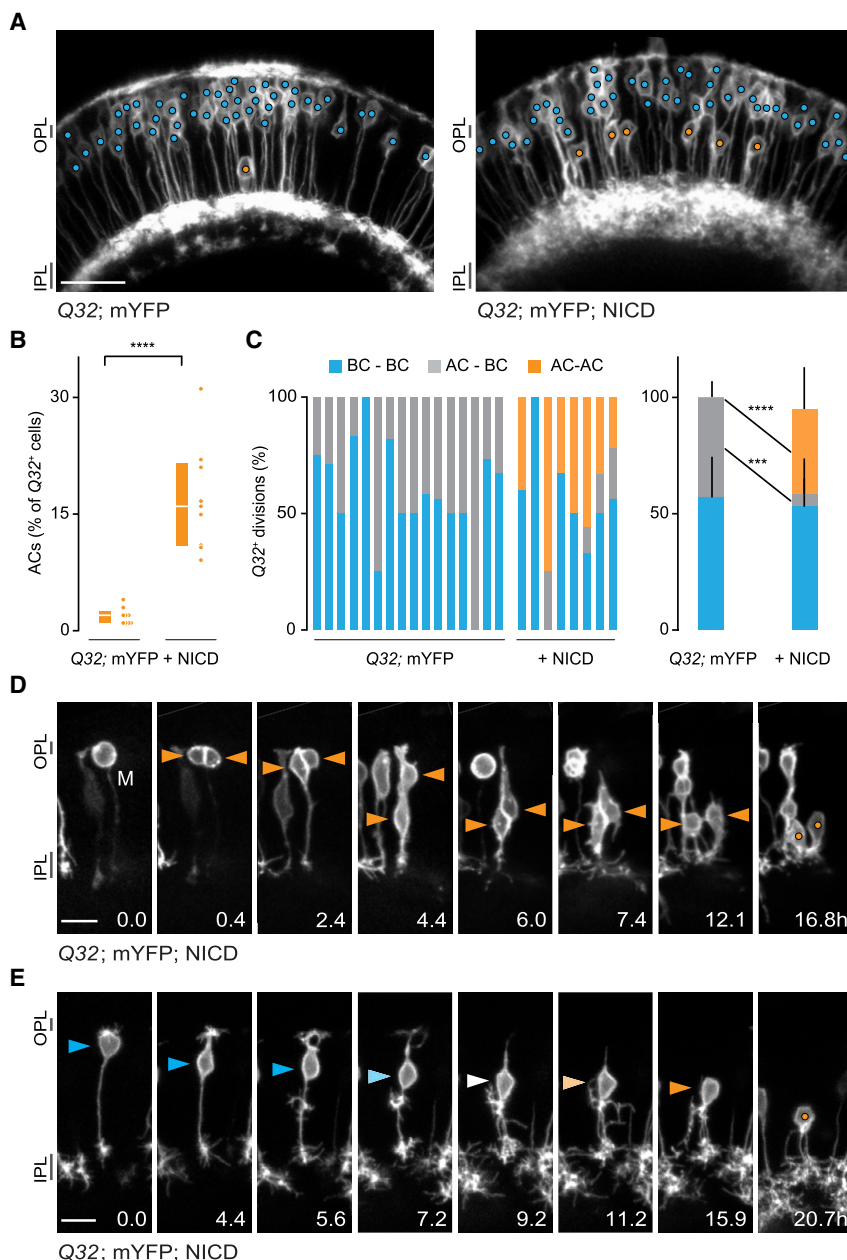 A
OPL
IPL
Q32; mYFP
OPL
IPL
Q32; mYFP; NICD
B
****
30
15
0
ACs (% of Q32+ cells)
Q32; mYFP + NICD
C
BC - BC
AC - BC
AC-AC
100
50
0
Q32+ divisions (%)
Q32; mYFP
+ NICD
100
50
0
****
***
Q32; mYFP
+ NICD
D
OPL
IPL
M
0.0
0.4
2.4
4.4
6.0
7.4
12.1
16.8h
Q32; mYFP; NICD
E
OPL
IPL
0.0
4.4
5.6
7.2
9.2
11.2
15.9
20.7h
Q32; mYFP; NICD